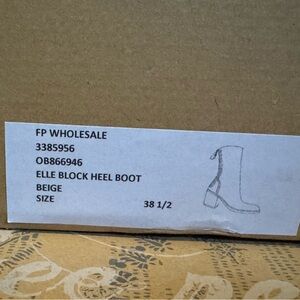 FP WHOLESALE
3385956
OB866946
ELLE BLOCK HEEL BOOT
BEIGE
SIZE 38 1/2